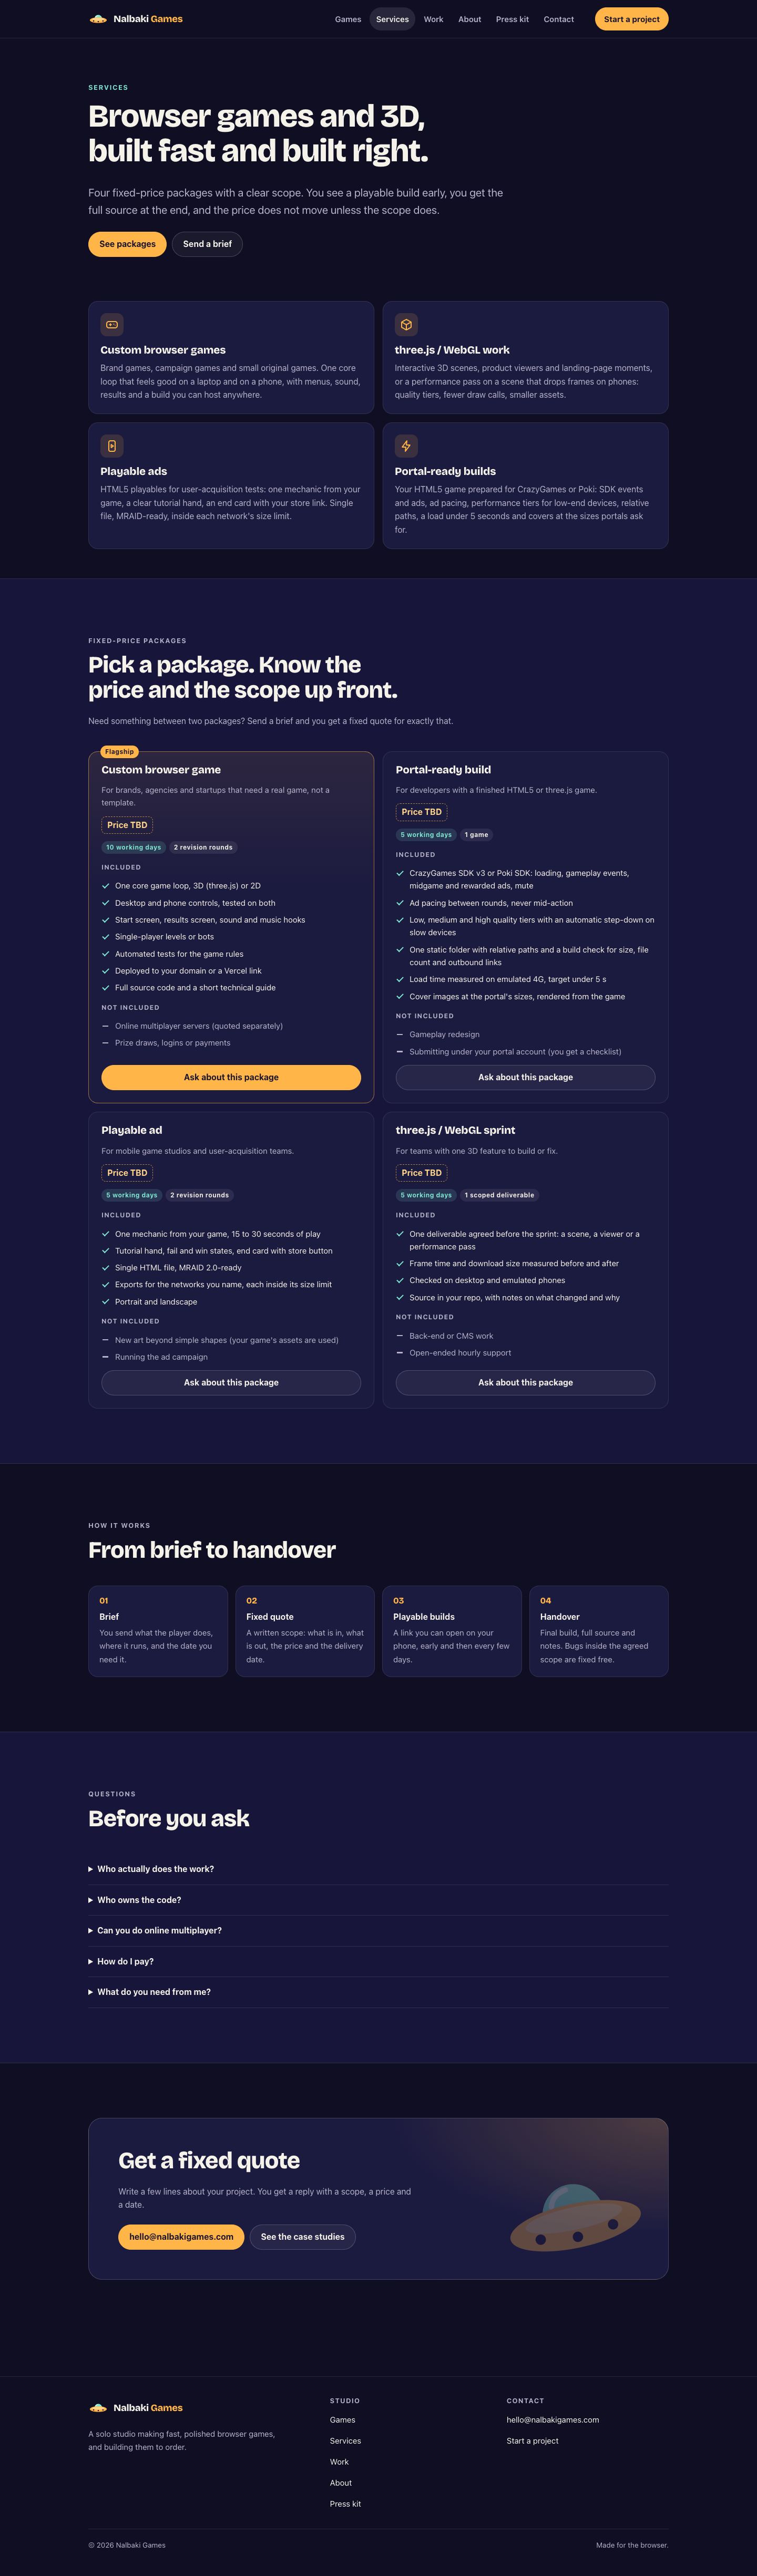 Nalbaki Games
Games
Services
Work
About
Press kit
Contact
Start a project
SERVICES
Browser games and 3D,
built fast and built right.
Four fixed-price packages with a clear scope. You see a playable build early, you get the
full source at the end, and the price does not move unless the scope does.
See packages
Send a brief
Custom browser games
Brand games, campaign games and small original games. One core
loop that feels good on a laptop and on a phone, with menus, sound,
results and a build you can host anywhere.
three.js / WebGL work
Interactive 3D scenes, product viewers and landing-page moments,
or a performance pass on a scene that drops frames on phones:
quality tiers, fewer draw calls, smaller assets.
Playable ads
HTML5 playables for user-acquisition tests: one mechanic from your
game, a clear tutorial hand, an end card with your store link. Single
file, MRAID-ready, inside each network's size limit.
Portal-ready builds
Your HTML5 game prepared for CrazyGames or Poki: SDK events
and ads, ad pacing, performance tiers for low-end devices, relative
paths, a load under 5 seconds and covers at the sizes portals ask
for.
FIXED-PRICE PACKAGES
Pick a package. Know the
price and the scope up front.
Need something between two packages? Send a brief and you get a fixed quote for exactly that.
Flagship
Custom browser game
For brands, agencies and startups that need a real game, not a
template.
Price TBD
10 working days
2 revision rounds
INCLUDED
One core game loop, 3D (three.js) or 2D
Desktop and phone controls, tested on both
Start screen, results screen, sound and music hooks
Single-player levels or bots
Automated tests for the game rules
Deployed to your domain or a Vercel link
Full source code and a short technical guide
NOT INCLUDED
Online multiplayer servers (quoted separately)
Prize draws, logins or payments
Ask about this package
Portal-ready build
For developers with a finished HTML5 or three.js game.
Price TBD
5 working days
1 game
INCLUDED
CrazyGames SDK v3 or Poki SDK: loading, gameplay events,
midgame and rewarded ads, mute
Ad pacing between rounds, never mid-action
Low, medium and high quality tiers with an automatic step-down on
slow devices
One static folder with relative paths and a build check for size, file
count and outbound links
Load time measured on emulated 4G, target under 5 s
Cover images at the portal's sizes, rendered from the game
NOT INCLUDED
Gameplay redesign
Submitting under your portal account (you get a checklist)
Ask about this package
Playable ad
For mobile game studios and user-acquisition teams.
Price TBD
5 working days
2 revision rounds
INCLUDED
One mechanic from your game, 15 to 30 seconds of play
Tutorial hand, fail and win states, end card with store button
Single HTML file, MRAID 2.0-ready
Exports for the networks you name, each inside its size limit
Portrait and landscape
NOT INCLUDED
New art beyond simple shapes (your game's assets are used)
Running the ad campaign
Ask about this package
three.js / WebGL sprint
For teams with one 3D feature to build or fix.
Price TBD
5 working days
1 scoped deliverable
INCLUDED
One deliverable agreed before the sprint: a scene, a viewer or a
performance pass
Frame time and download size measured before and after
Checked on desktop and emulated phones
Source in your repo, with notes on what changed and why
NOT INCLUDED
Back-end or CMS work
Open-ended hourly support
Ask about this package
HOW IT WORKS
From brief to handover
01
Brief
You send what the player does,
where it runs, and the date you
need it.
02
Fixed quote
A written scope: what is in, what
is out, the price and the delivery
date.
03
Playable builds
A link you can open on your
phone, early and then every few
days.
04
Handover
Final build, full source and
notes. Bugs inside the agreed
scope are fixed free.
QUESTIONS
Before you ask
Who actually does the work?
Who owns the code?
Can you do online multiplayer?
How do I pay?
What do you need from me?
Get a fixed quote
Write a few lines about your project. You get a reply with a scope, a price and
a date.
hello@nalbakigames.com
See the case studies
Nalbaki Games
A solo studio making fast, polished browser games,
and building them to order.
STUDIO
Games
Services
Work
About
Press kit
CONTACT
hello@nalbakigames.com
Start a project
© 2026 Nalbaki Games
Made for the browser.